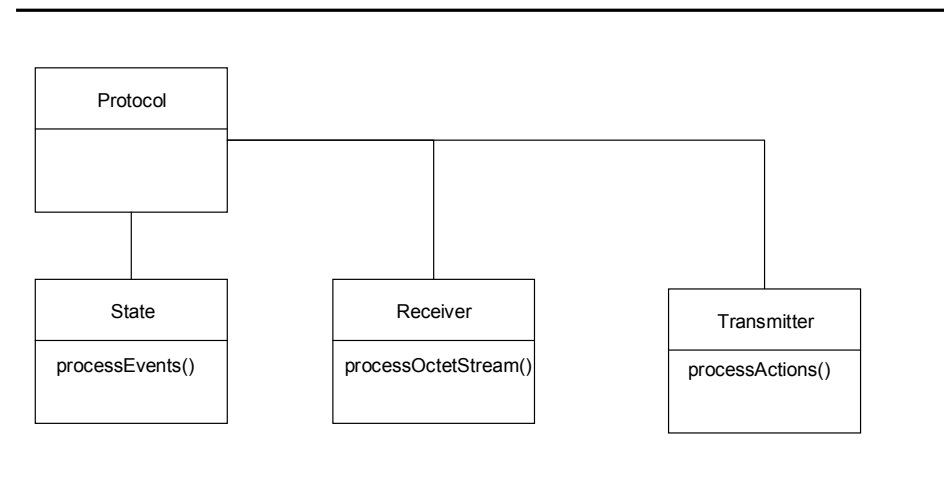 Protocol
State
processEvents()
Receiver
processOctetStream()
Transmitter
processActions()